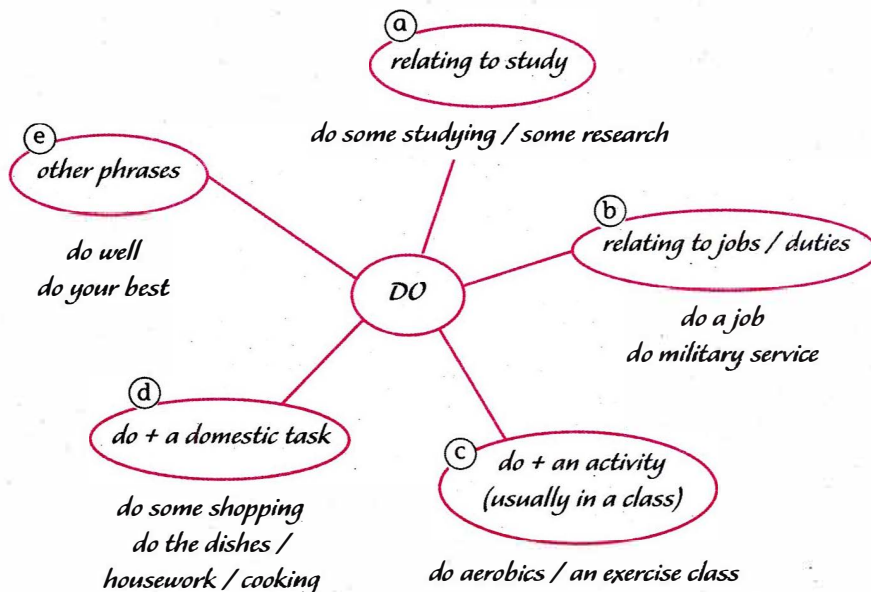 a
relating to study
do some studying / some research
e
other phrases
do well
do your best
b
relating to jobs / duties
do a job
do military service
DO
d
do + a domestic task
do some shopping
do the dishes /
housework / cooking
c
do + an activity
(usually in a class)
do aerobics / an exercise class